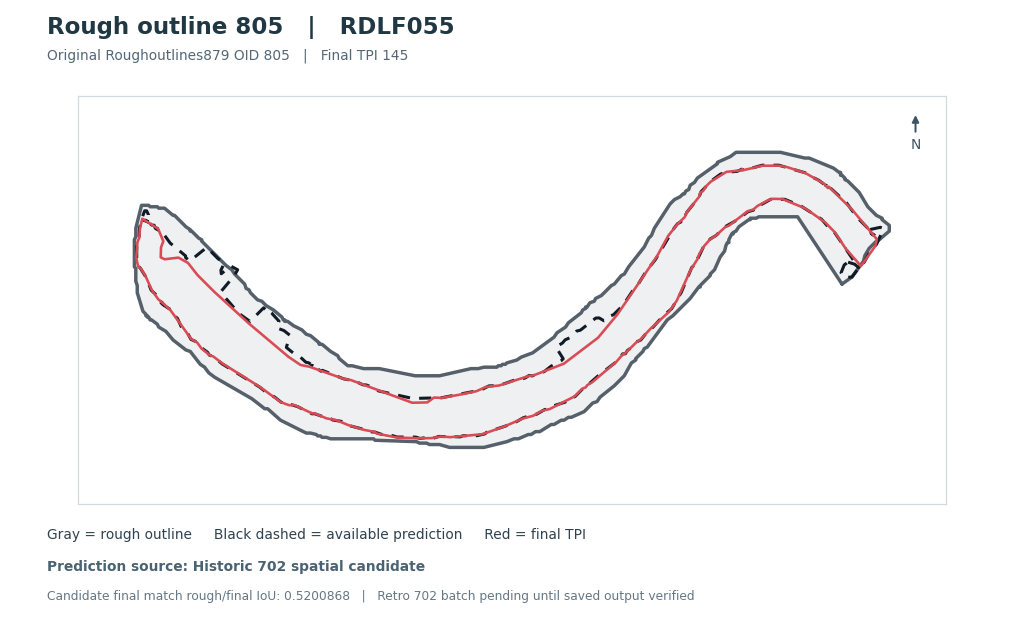 Rough outline 805   |   RDLF055
Original Roughoutlines879 OID 805   |   Final TPI 145
N
Gray = rough outline     Black dashed = available prediction     Red = final TPI
Prediction source: Historic 702 spatial candidate
Candidate final match rough/final IoU: 0.5200868   |   Retro 702 batch pending until saved output verified